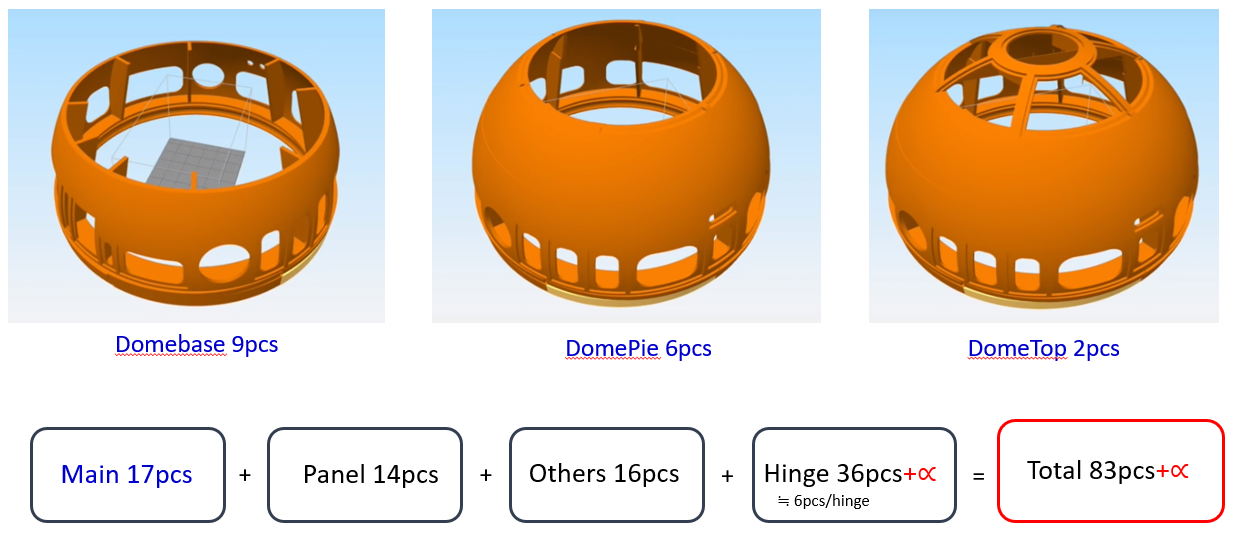 Domebase 9pcs
DomePie 6pcs
DomeTop 2pcs
Main 17pcs + Panel 14pcs + Others 16pcs + Hinge 36pcs+∝ = Total 83pcs+∝
≒ 6pcs/hinge